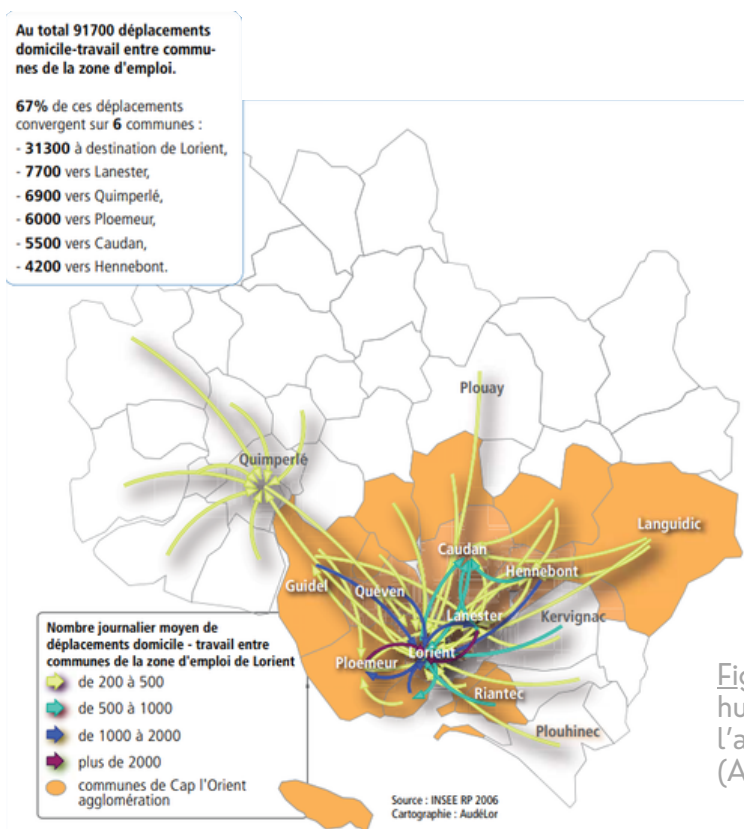 Au total 91700 déplacements
domicile-travail entre commu-
nes de la zone d'emploi.
67% de ces déplacements
convergent sur 6 communes :
- 31300 à destination de Lorient,
- 7700 vers Lanester,
- 6900 vers Quimperlé,
- 6000 vers Ploemeur,
- 5500 vers Caudan,
- 4200 vers Hennebont.
Plouay
Quimperlé
Languidic
Caudan
Hennebont
Guidel
Quéven
Lanester
Kervignac
Lorient
Ploemeur
Riantec
Plouhinec
Nombre journalier moyen de
déplacements domicile - travail entre
communes de la zone d'emploi de Lorient
de 200 à 500
de 500 à 1000
de 1000 à 2000
plus de 2000
communes de Cap l'Orient
agglomération
Source : INSEE RP 2006
Cartographie : AudéLor
Fig
hu
l'a
(A